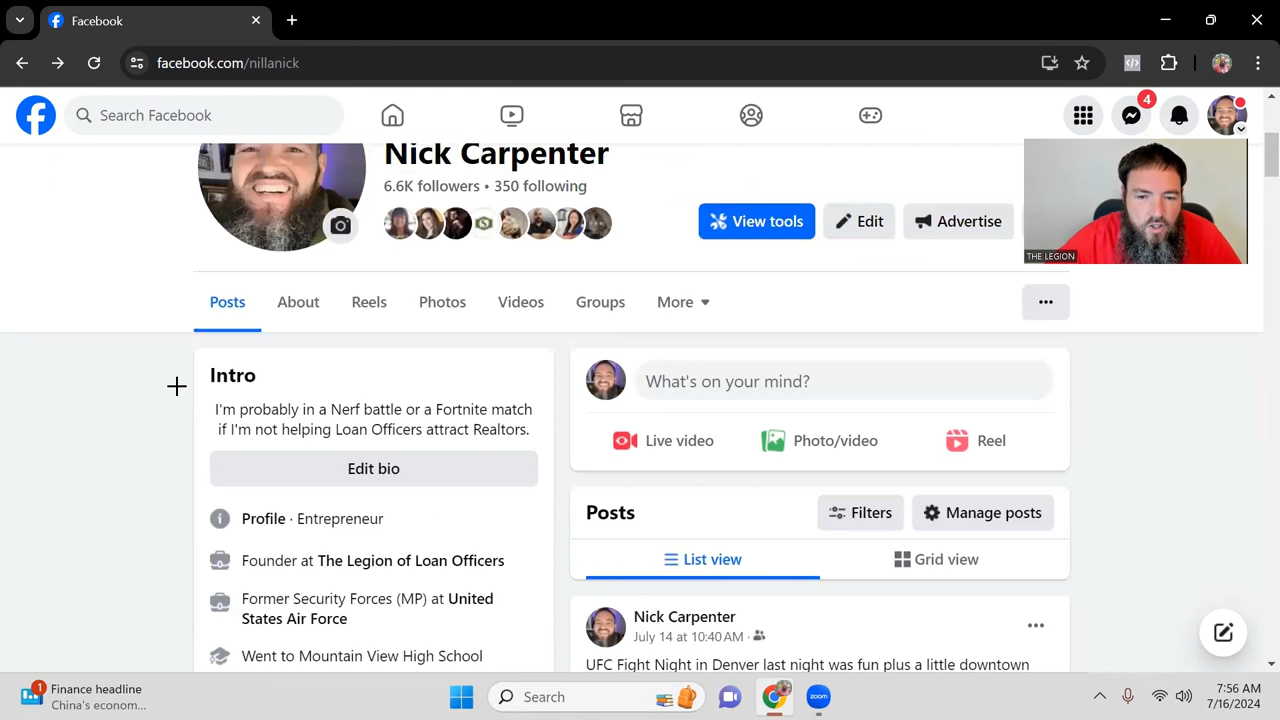 Facebook
facebook.com/nillanick
Search Facebook
4
Nick Carpenter
6.6K followers • 350 following
View tools
Edit
Advertise
THE LEGION
Posts
About
Reels
Photos
Videos
Groups
More
Intro
I'm probably in a Nerf battle or a Fortnite match
if I'm not helping Loan Officers attract Realtors.
Edit bio
Profile · Entrepreneur
Founder at The Legion of Loan Officers
Former Security Forces (MP) at United
States Air Force
Went to Mountain View High School
What's on your mind?
Live video
Photo/video
Reel
Posts
Filters
Manage posts
List view
Grid view
Nick Carpenter
July 14 at 10:40 AM ·
UFC Fight Night in Denver last night was fun plus a little downtown
1
Finance headline
China's econom...
Search
zoom
7:56 AM
7/16/2024